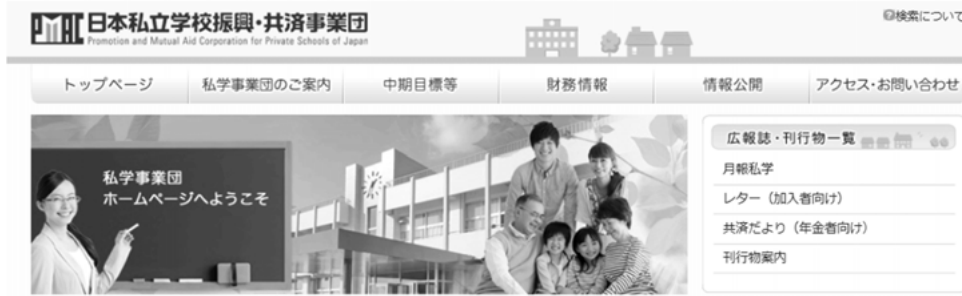 日本私立学校振興・共済事業団
Promotion and Mutual Aid Corporation for Private Schools of Japan
検索について
トップページ
私学事業団のご案内
中期目標等
財務情報
情報公開
アクセス・お問い合わせ
私学事業団
ホームページへようこそ
広報誌・刊行物一覧
月報私学
レター（加入者向け）
共済だより（年金者向け）
刊行物案内